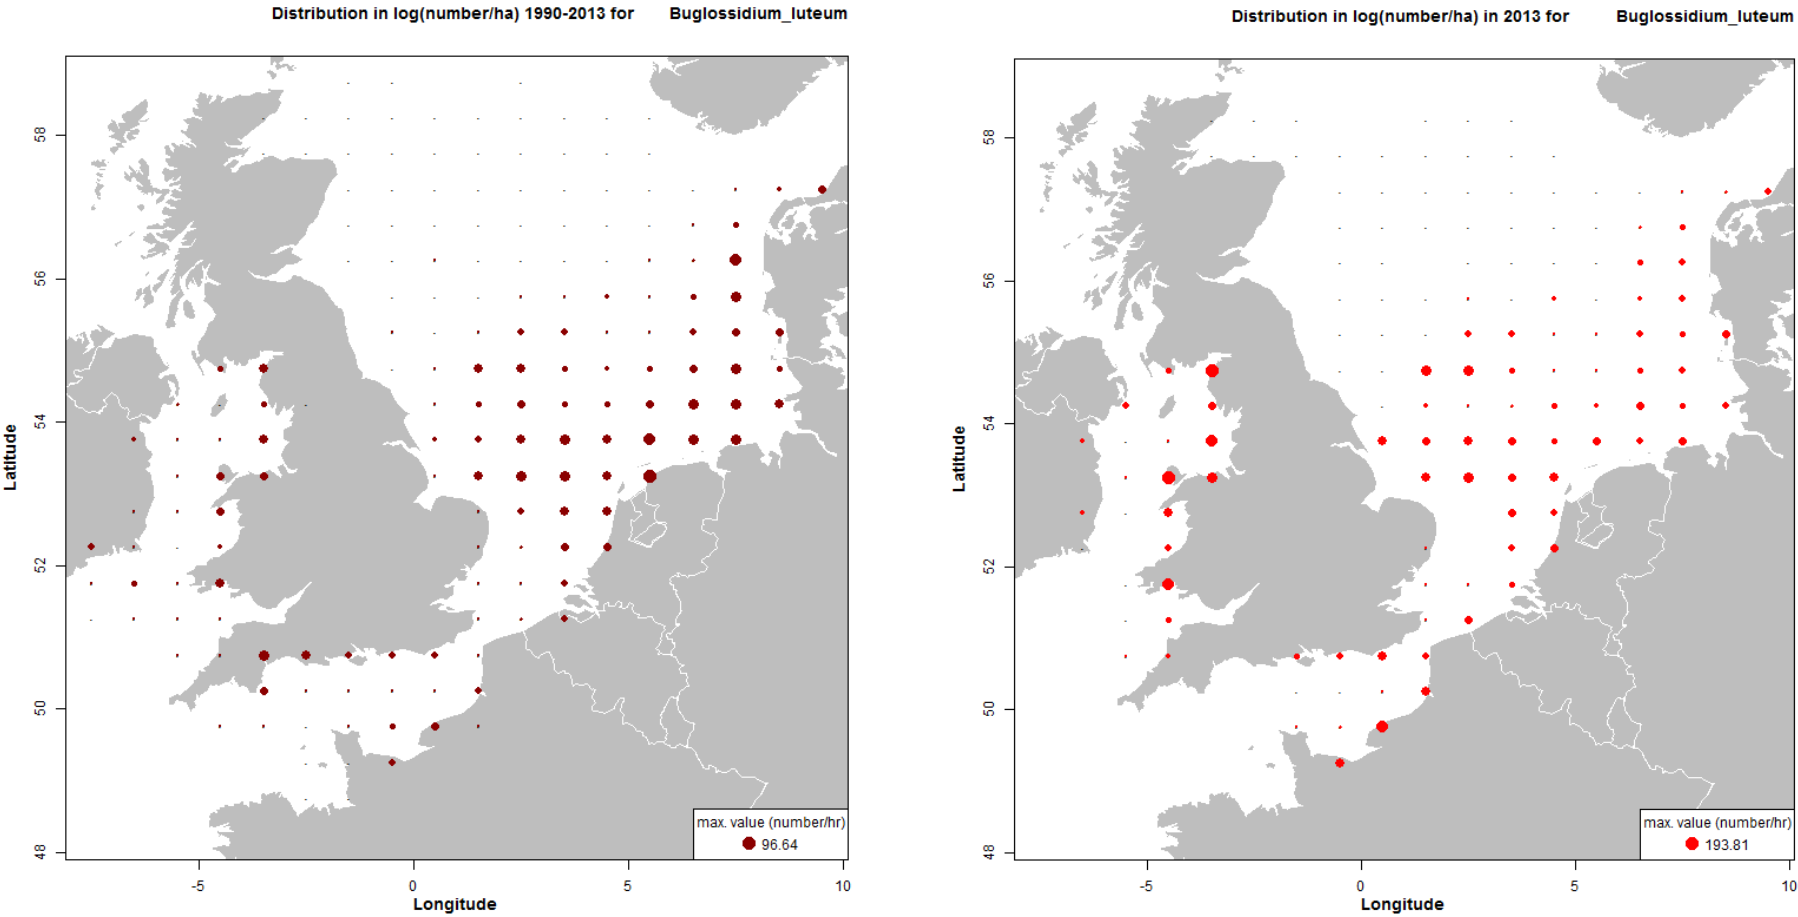 Distribution in log(number/ha) 1990-2013 for Buglossidium_luteum
58
56
54
52
50
48
Latitude
max. value (number/hr)
96.64
-5 0 5 10
Longitude
Distribution in log(number/ha) in 2013 for Buglossidium_luteum
58
56
54
52
50
48
Latitude
max. value (number/hr)
193.81
-5 0 5 10
Longitude